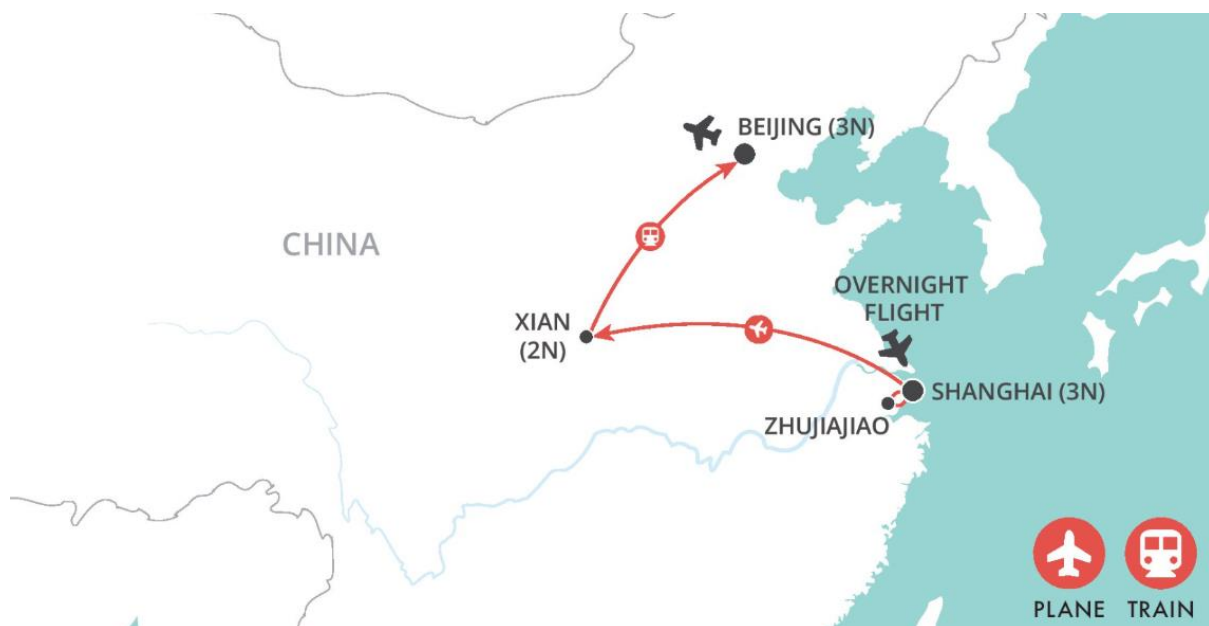 BEIJING (3N)
CHINA
OVERNIGHT
FLIGHT
XIAN
(2N)
SHANGHAI (3N)
ZHUJIAJIAO
PLANE
TRAIN